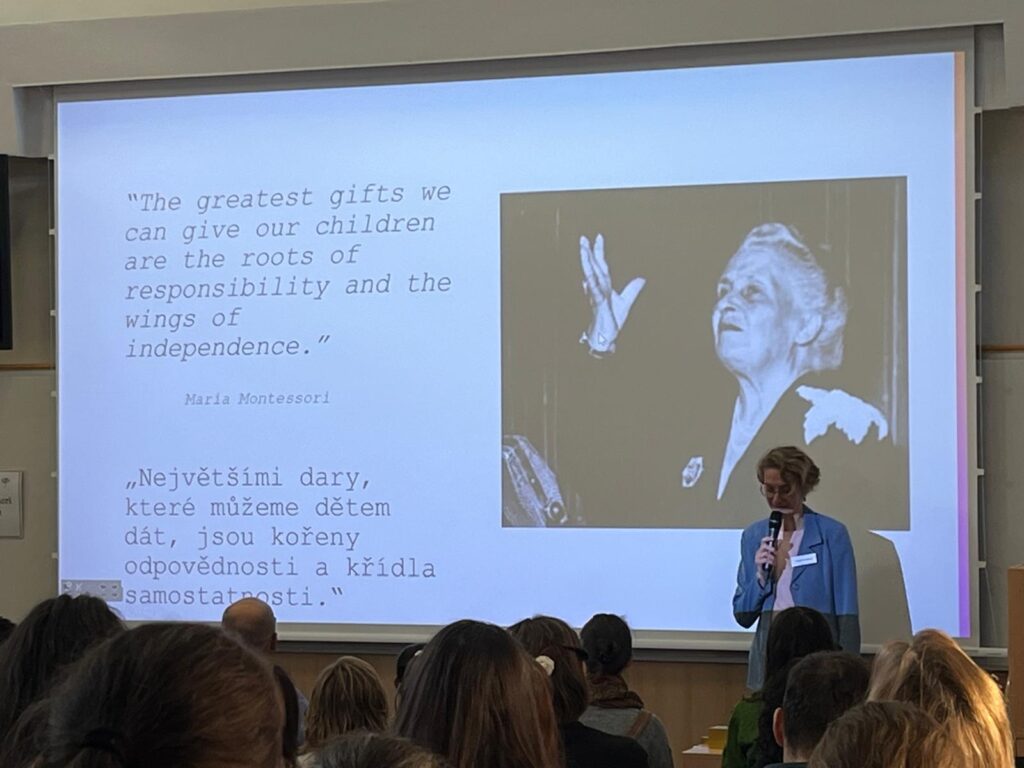 “The greatest gifts we
can give our children
are the roots of
responsibility and the
wings of
independence.”
Maria Montessori
„Největšími dary,
které můžeme dětem
dát, jsou kořeny
odpovědnosti a křídla
samostatnosti.“